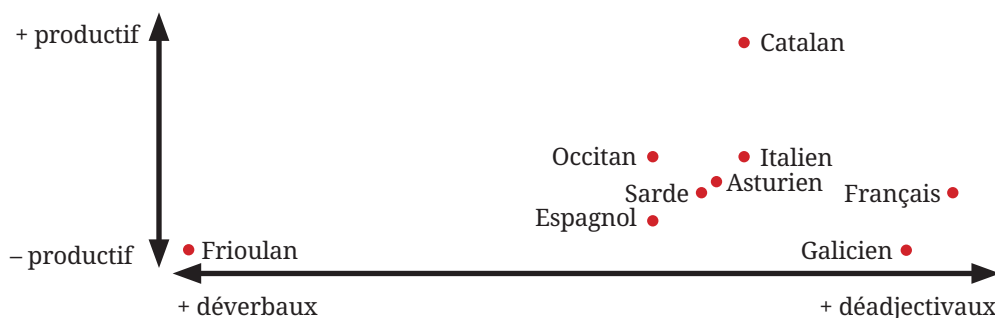 + productif
Catalan
Occitan
Italien
Asturien
Sarde
Français
Espagnol
– productif
Frioulan
Galicien
+ déverbaux
+ déadjectivaux